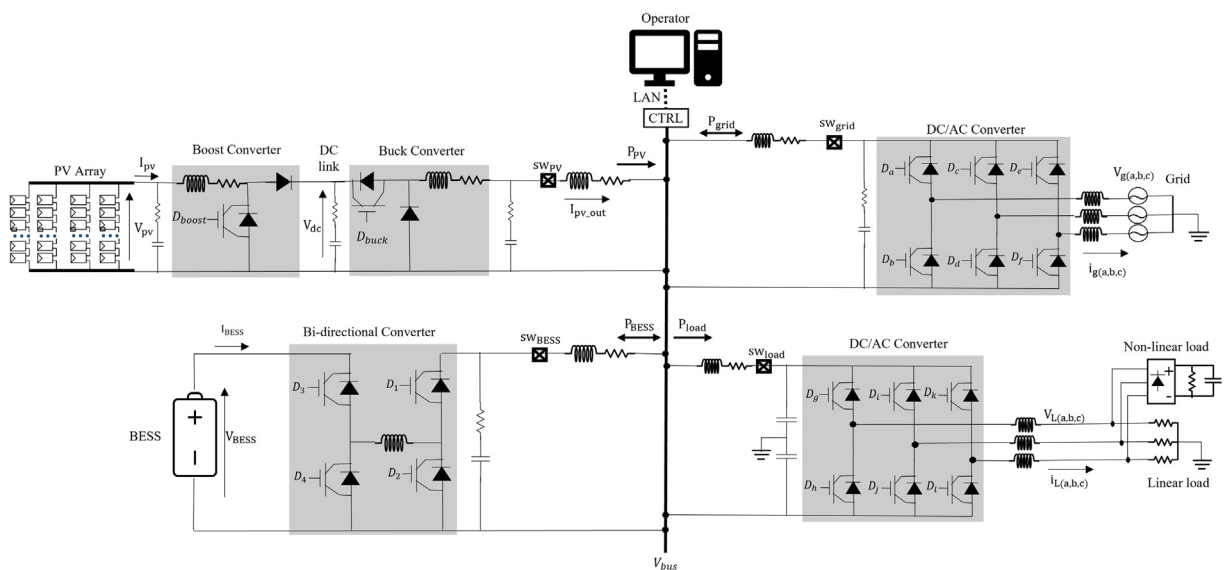 Operator
LAN
CTRL
P_grid
sw_grid
DC/AC Converter
D_a
D_c
D_e
V_g(a,b,c)
Grid
D_b
D_d
D_f
i_g(a,b,c)
PV Array
I_pv
Boost Converter
DC
link
Buck Converter
sw_PV
P_PV
V_pv
D_boost
V_dc
D_buck
I_pv_out
I_BESS
Bi-directional Converter
sw_BESS
P_BESS
P_load
sw_load
DC/AC Converter
Non-linear load
D_3
D_1
D_g
D_i
D_k
+
-
V_L(a,b,c)
BESS
+
−
V_BESS
D_4
D_2
D_h
D_j
D_l
i_L(a,b,c)
Linear load
V_bus